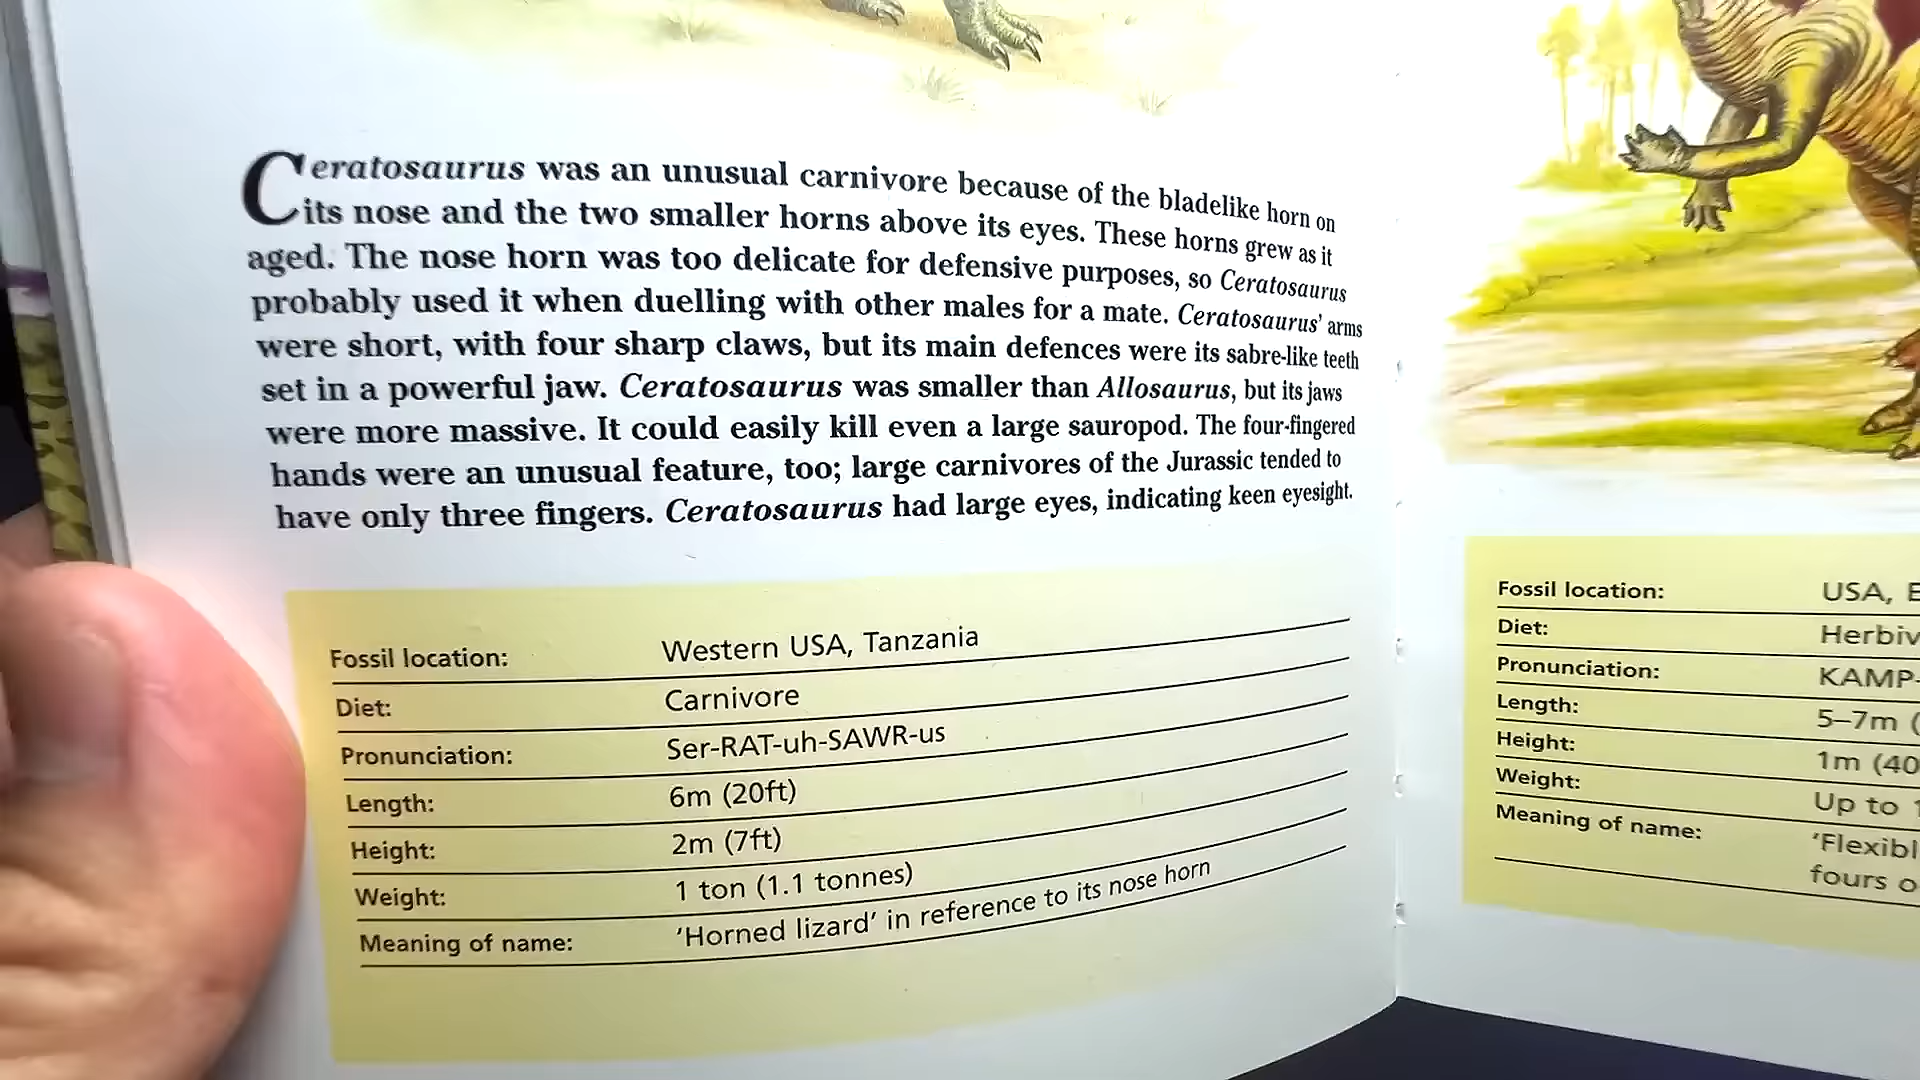 Ceratosaurus was an unusual carnivore because of the bladelike horn on
its nose and the two smaller horns above its eyes. These horns grew as it
aged. The nose horn was too delicate for defensive purposes, so Ceratosaurus
probably used it when duelling with other males for a mate. Ceratosaurus' arms
were short, with four sharp claws, but its main defences were its sabre-like teeth
set in a powerful jaw. Ceratosaurus was smaller than Allosaurus, but its jaws
were more massive. It could easily kill even a large sauropod. The four-fingered
hands were an unusual feature, too; large carnivores of the Jurassic tended to
have only three fingers. Ceratosaurus had large eyes, indicating keen eyesight.
Fossil location: Western USA, Tanzania
Diet: Carnivore
Pronunciation: Ser-RAT-uh-SAWR-us
Length: 6m (20ft)
Height: 2m (7ft)
Weight: 1 ton (1.1 tonnes)
Meaning of name: 'Horned lizard' in reference to its nose horn
Fossil location: USA,
Diet:
Pronunciation: KAMP-
Length: 5–7m (
Height: 1m (40
Weight: Up to
Meaning of name:
fours